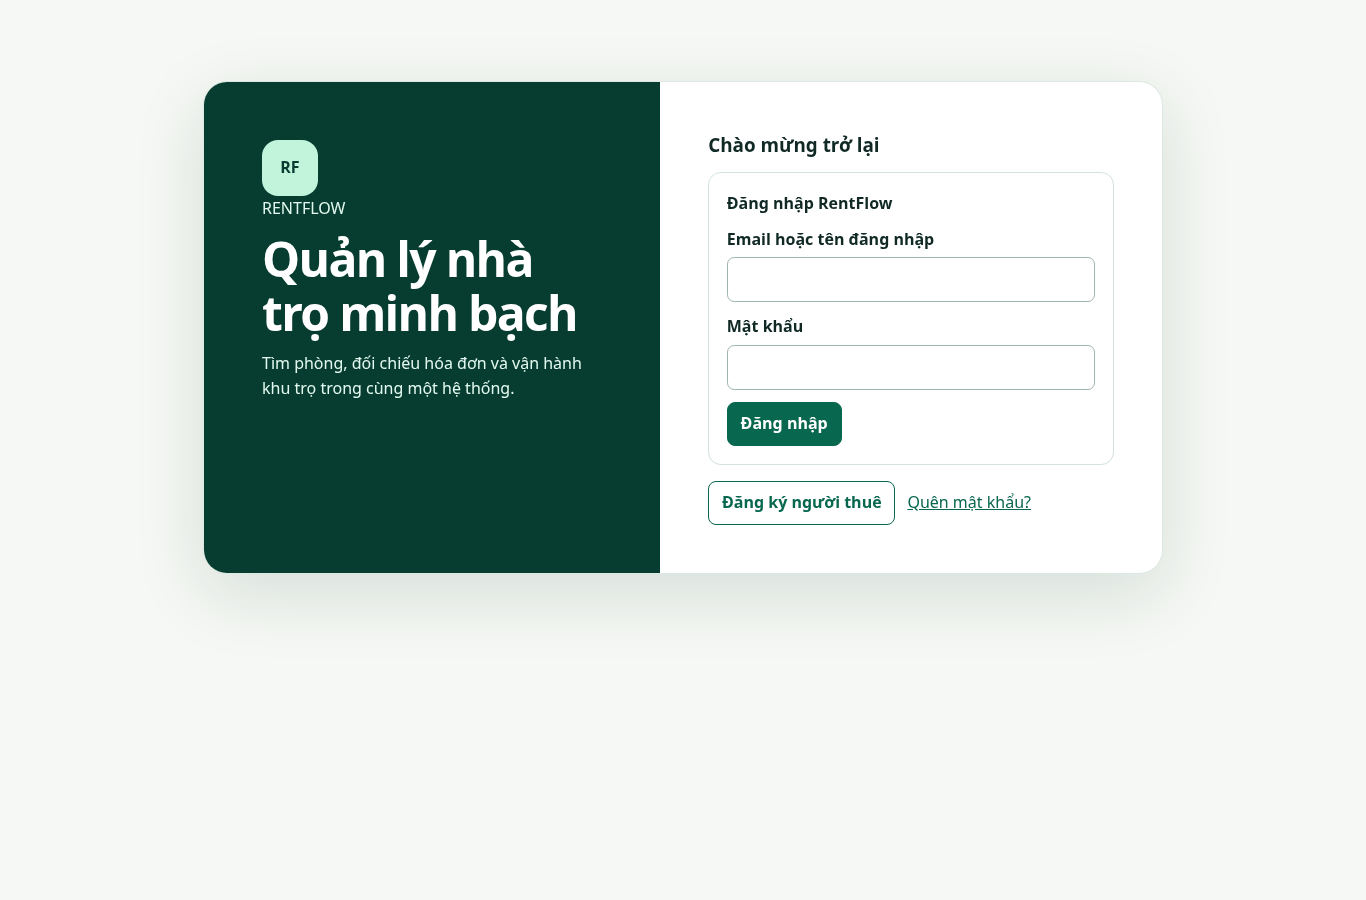 RF
RENTFLOW
Quản lý nhà
trọ minh bạch
Tìm phòng, đối chiếu hóa đơn và vận hành
khu trọ trong cùng một hệ thống.
Chào mừng trở lại
Đăng nhập RentFlow
Email hoặc tên đăng nhập
Mật khẩu
Đăng nhập
Đăng ký người thuê
Quên mật khẩu?